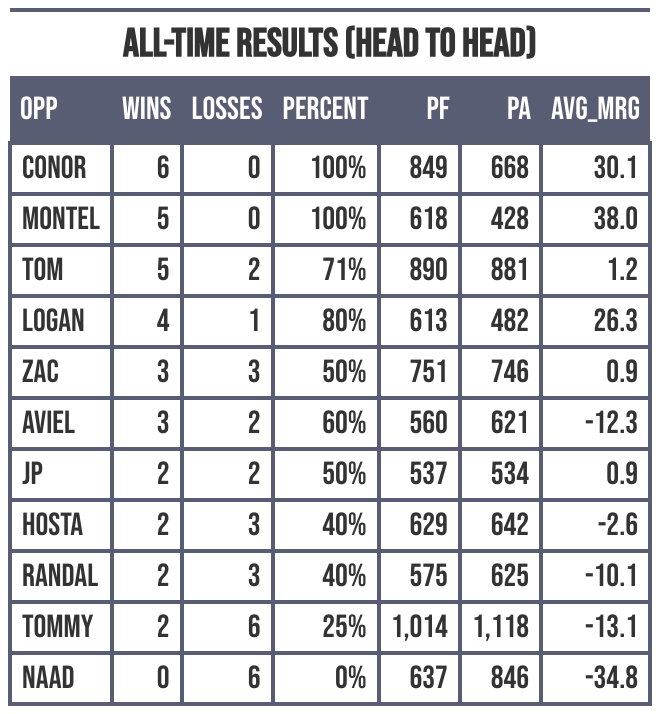 ALL-TIME RESULTS (HEAD TO HEAD)
OPP WINS LOSSES PERCENT PF PA AVG_MRG
CONOR 6 0 100% 849 668 30.1
MONTEL 5 0 100% 618 428 38.0
TOM 5 2 71% 890 881 1.2
LOGAN 4 1 80% 613 482 26.3
ZAC 3 3 50% 751 746 0.9
AVIEL 3 2 60% 560 621 -12.3
JP 2 2 50% 537 534 0.9
HOSTA 2 3 40% 629 642 -2.6
RANDAL 2 3 40% 575 625 -10.1
TOMMY 2 6 25% 1,014 1,118 -13.1
NAAD 0 6 0% 637 846 -34.8